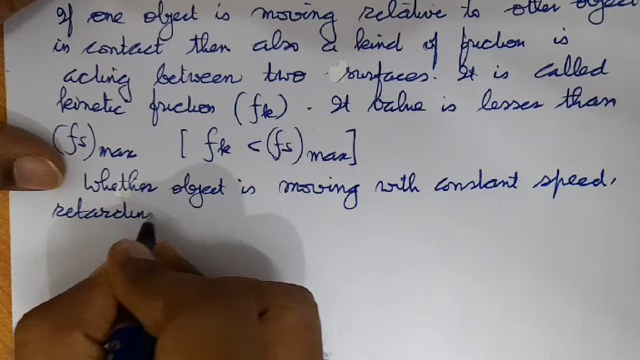 If one object is moving relative to other object
in contact then also a kind of friction is
acting between two surfaces. It is called
kinetic friction (fk). It value is lesser than
(fs)max [fk < (fs)max]
Whether object is moving with constant speed,
retardin